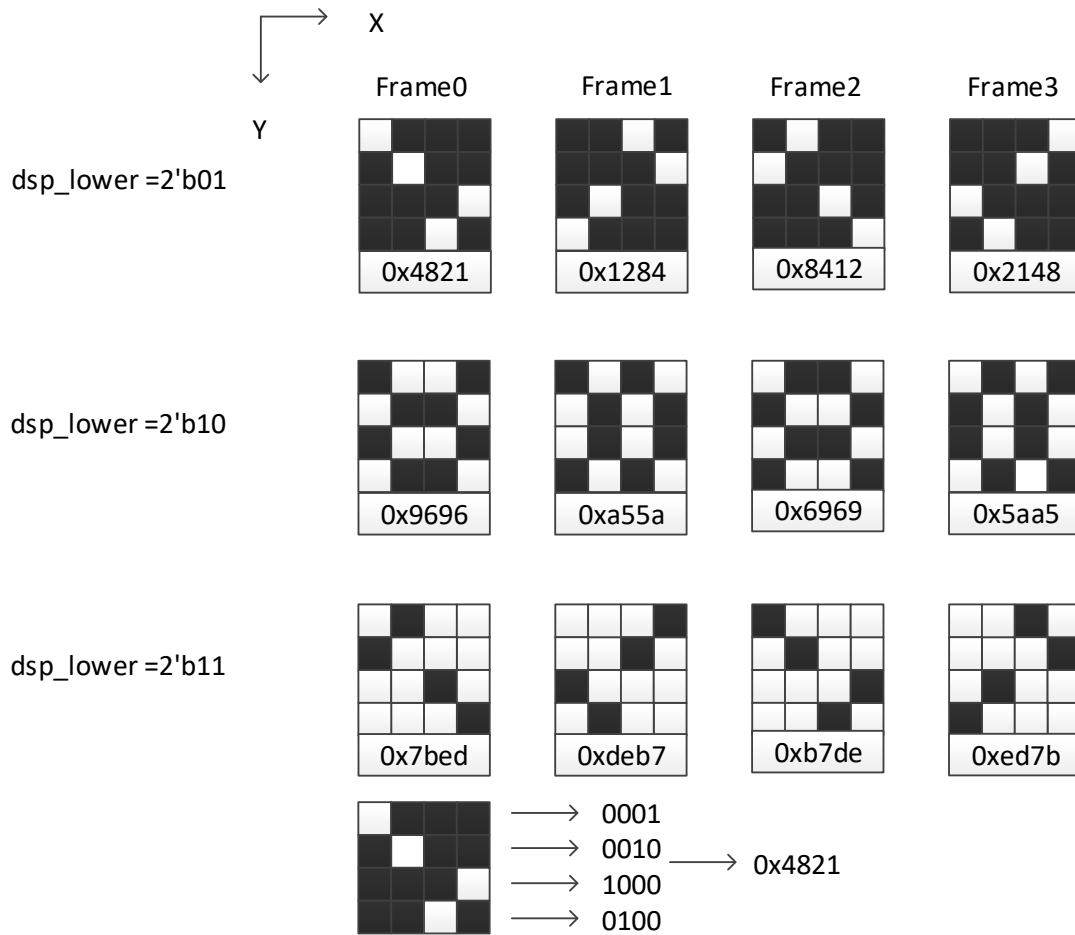 X
Frame0 Frame1 Frame2 Frame3
Y
dsp_lower =2'b01
0x4821 0x1284 0x8412 0x2148
dsp_lower =2'b10
0x9696 0xa55a 0x6969 0x5aa5
dsp_lower =2'b11
0x7bed 0xdeb7 0xb7de 0xed7b
0001
0010
0x4821
1000
0100